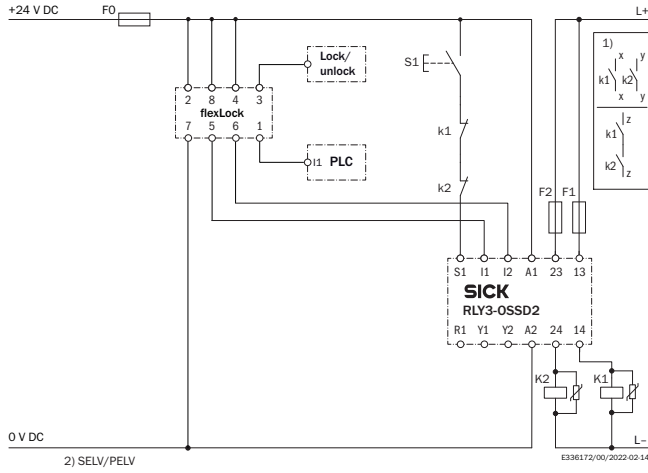 +24 V DC F0 L+
Lock/
unlock
S1
2 8 4 3
flexLock
7 5 6 1
I1 PLC
k1
k2
1)
x y
k1 k2
x y
z
k1
k2
z
F2 F1
S1 I1 I2 A1 23 13
SICK
RLY3-OSSD2
R1 Y1 Y2 A2 24 14
K2 K1
0 V DC L–
2) SELV/PELV
E336172/00/2022-02-14